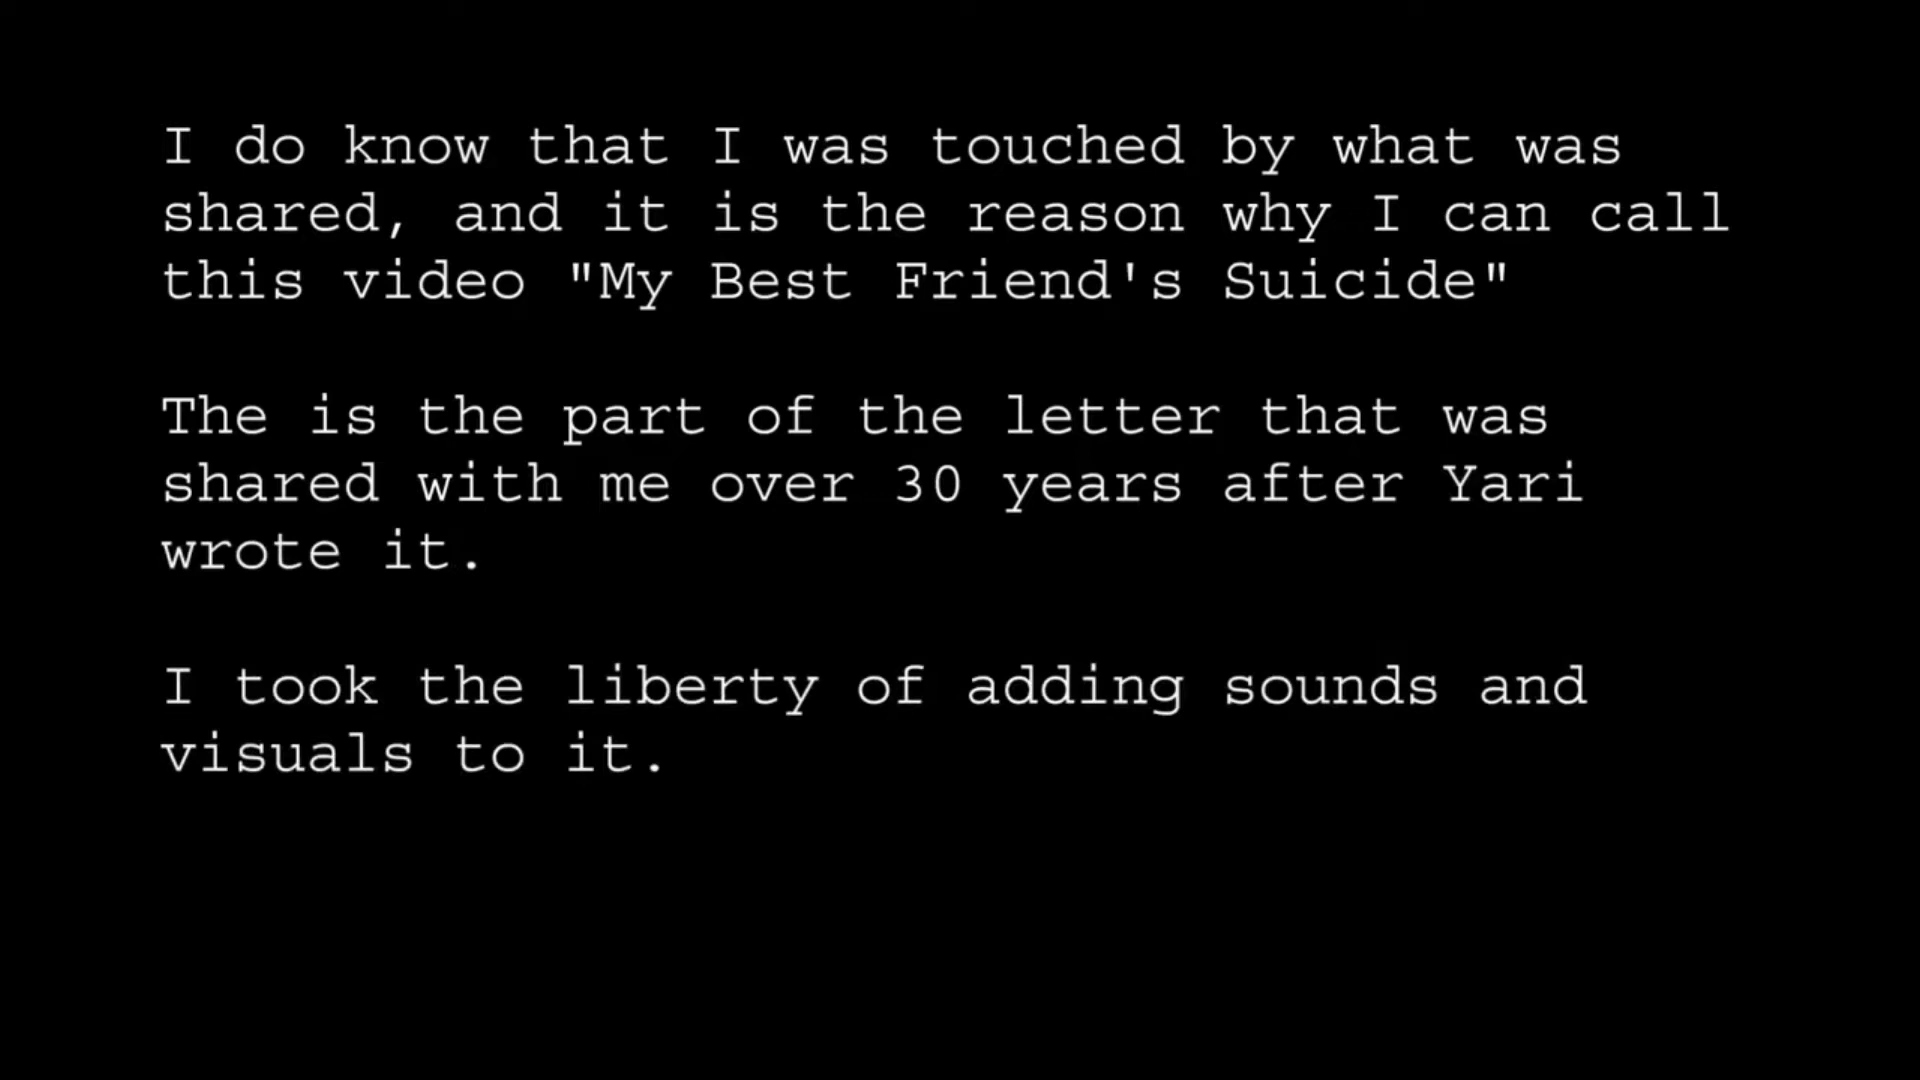 I do know that I was touched by what was
shared, and it is the reason why I can call
this video "My Best Friend's Suicide"
The is the part of the letter that was
shared with me over 30 years after Yari
wrote it.
I took the liberty of adding sounds and
visuals to it.